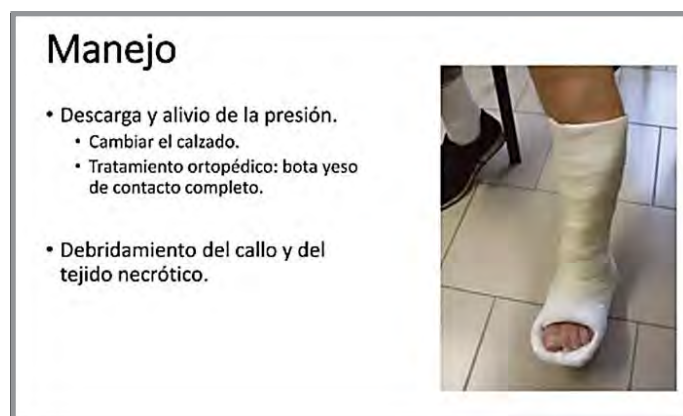 Manejo
• Descarga y alivio de la presión.
• Cambiar el calzado.
• Tratamiento ortopédico: bota yeso
de contacto completo.
• Debridamiento del callo y del
tejido necrótico.